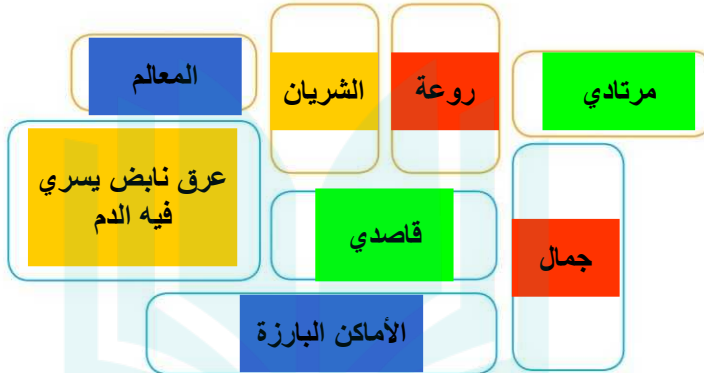 مرتادي
روعة
الشريان
المعالم
عرق نابض يسري
فيه الدم
قاصدي
جمال
الأماكن البارزة